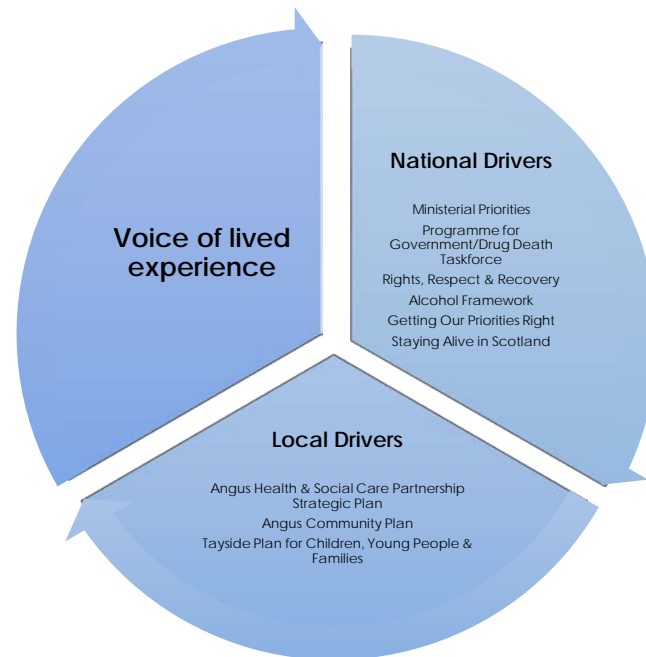 Voice of lived
experience
National Drivers
Ministerial Priorities
Programme for
Government/Drug Death
Taskforce
Rights, Respect & Recovery
Alcohol Framework
Getting Our Priorities Right
Staying Alive in Scotland
Local Drivers
Angus Health & Social Care Partnership
Strategic Plan
Angus Community Plan
Tayside Plan for Children, Young People &
Families